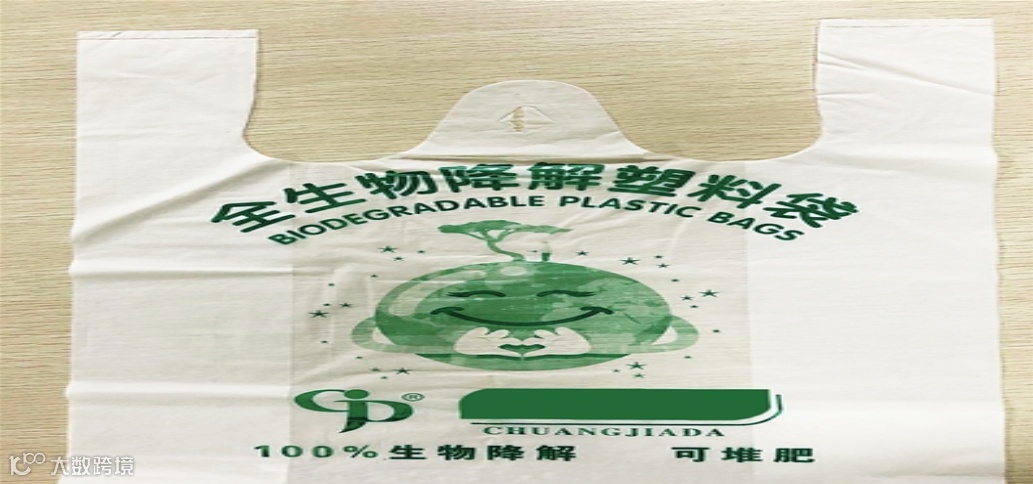 全生物降解塑料袋
BIODEGRADABLE PLASTIC BAGS
CJD®
CHUANGJIADA
100%生物降解 可堆肥
大数跨境